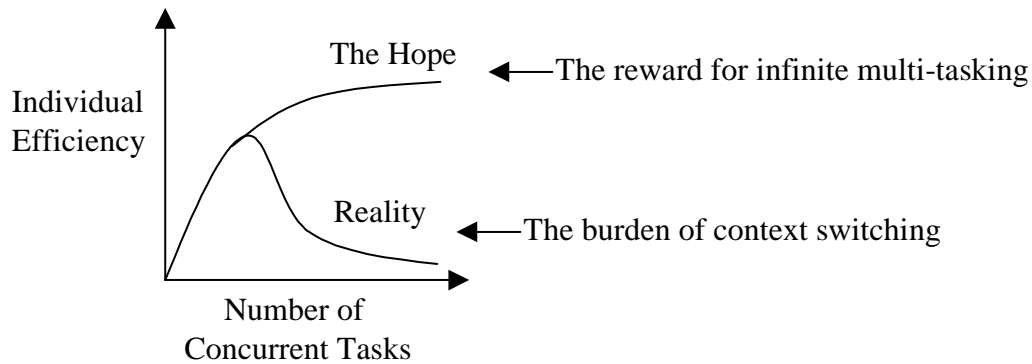 The Hope
The reward for infinite multi-tasking
Individual
Efficiency
Reality
The burden of context switching
Number of
Concurrent Tasks